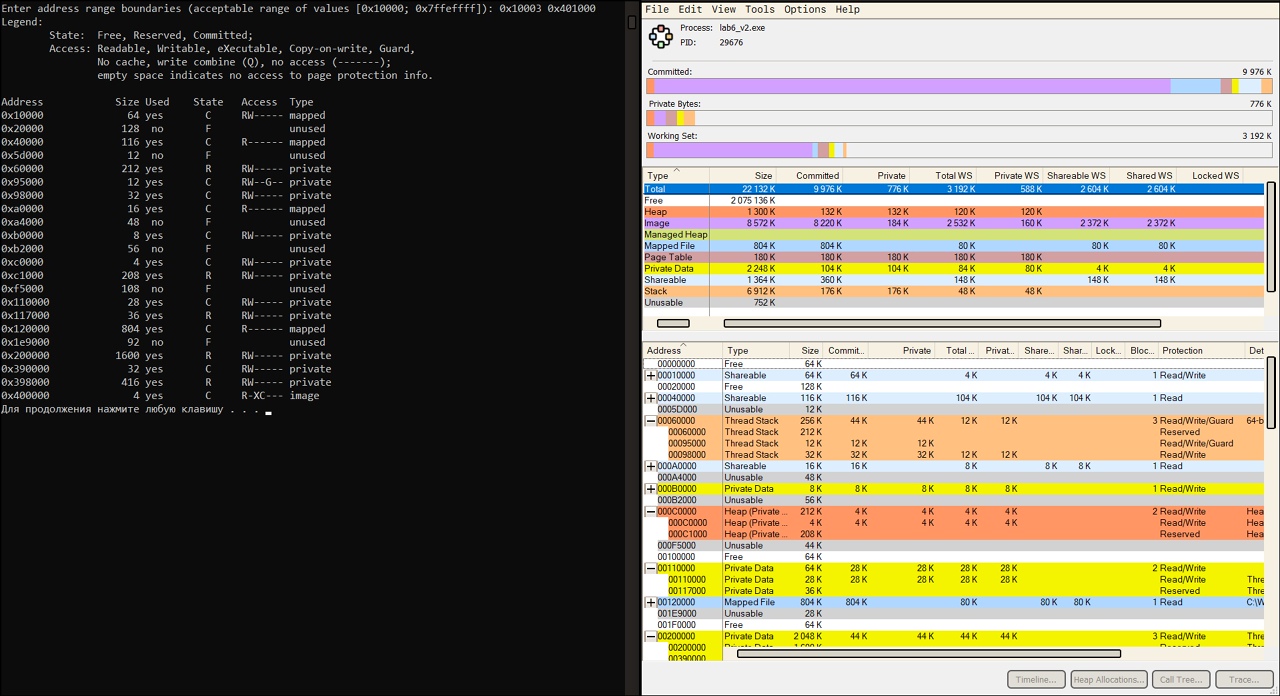 Enter address range boundaries (acceptable range of values [0x10000; 0x7ffeffff]): 0x10003 0x401000
Legend:
State: Free, Reserved, Committed;
Access: Readable, Writable, eXecutable, Copy-on-write, Guard,
No cache, write combine (Q), no access (-------);
empty space indicates no access to page protection info.
Address Size Used State Access Type
0x10000 64 yes C RW----- mapped
0x20000 128 no F unused
0x40000 116 yes C R------ mapped
0x5d000 12 no F unused
0x60000 212 yes R RW----- private
0x95000 12 yes C RW--G-- private
0x98000 32 yes C RW----- private
0xa0000 16 yes C R------ mapped
0xa4000 48 no F unused
0xb0000 8 yes C RW----- private
0xb2000 56 no F unused
0xc0000 4 yes C RW----- private
0xc1000 208 yes R RW----- private
0xf5000 108 no F unused
0x110000 28 yes C RW----- private
0x117000 36 yes R RW----- private
0x120000 804 yes C R------ mapped
0x1e9000 92 no F unused
0x200000 1600 yes R RW----- private
0x390000 32 yes C RW----- private
0x398000 416 yes R RW----- private
0x400000 4 yes C R-XC--- image
Для продолжения нажмите любую клавишу . . .
File Edit View Tools Options Help
Process: lab6_v2.exe
PID: 29676
Committed: 9 976 K
Private Bytes: 776 K
Working Set: 3 192 K
Type Size Committed Private Total WS Private WS Shareable WS Shared WS Locked WS
Total 22 132 K 9 976 K 776 K 3 192 K 588 K 2 604 K 2 604 K
Free 2 075 136 K
Heap 1 300 K 132 K 132 K 120 K 120 K
Image 8 572 K 8 220 K 184 K 2 532 K 160 K 2 372 K 2 372 K
Managed Heap
Mapped File 804 K 804 K 80 K 80 K 80 K
Page Table 180 K 180 K 180 K 180 K 180 K
Private Data 2 248 K 104 K 104 K 84 K 80 K 4 K 4 K
Shareable 1 364 K 360 K 148 K 148 K 148 K
Stack 6 912 K 176 K 176 K 48 K 48 K
Unusable 752 K
Address Type Size Commit... Private Total ... Privat... Share... Shar... Lock... Bloc... Protection Det
00000000 Free 64 K
00010000 Shareable 64 K 64 K 4 K 4 K 4 K 1 Read/Write
00020000 Free 128 K
00040000 Shareable 116 K 116 K 104 K 104 K 104 K 1 Read
0005D000 Unusable 12 K
00060000 Thread Stack 256 K 44 K 44 K 12 K 12 K 3 Read/Write/Guard 64-b
00060000 Thread Stack 212 K Reserved
00095000 Thread Stack 12 K 12 K 12 K Read/Write/Guard
00098000 Thread Stack 32 K 32 K 32 K 12 K 12 K Read/Write
000A0000 Shareable 16 K 16 K 8 K 8 K 8 K 1 Read
000A4000 Unusable 48 K
000B0000 Private Data 8 K 8 K 8 K 8 K 8 K 1 Read/Write
000B2000 Unusable 56 K
000C0000 Heap (Private ... 212 K 4 K 4 K 4 K 4 K 2 Read/Write Hea
000C0000 Heap (Private ... 4 K 4 K 4 K 4 K 4 K Read/Write Hea
000C1000 Heap (Private ... 208 K Reserved Hea
000F5000 Unusable 44 K
00100000 Free 64 K
00110000 Private Data 64 K 28 K 28 K 28 K 28 K 2 Read/Write
00110000 Private Data 28 K 28 K 28 K 28 K 28 K Read/Write Thre
00117000 Private Data 36 K Reserved Thre
00120000 Mapped File 804 K 804 K 80 K 80 K 80 K 1 Read C:\W
001E9000 Unusable 28 K
001F0000 Free 64 K
00200000 Private Data 2 048 K 44 K 44 K 44 K 44 K 3 Read/Write Thre
00200000 Private Data 1 600 K Reserved Thre
00390000
Timeline... Heap Allocations... Call Tree... Trace...